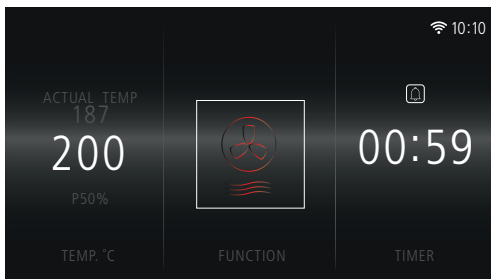 10:10
ACTUAL TEMP
187
200
P50%
TEMP. °C
FUNCTION
00:59
TIMER